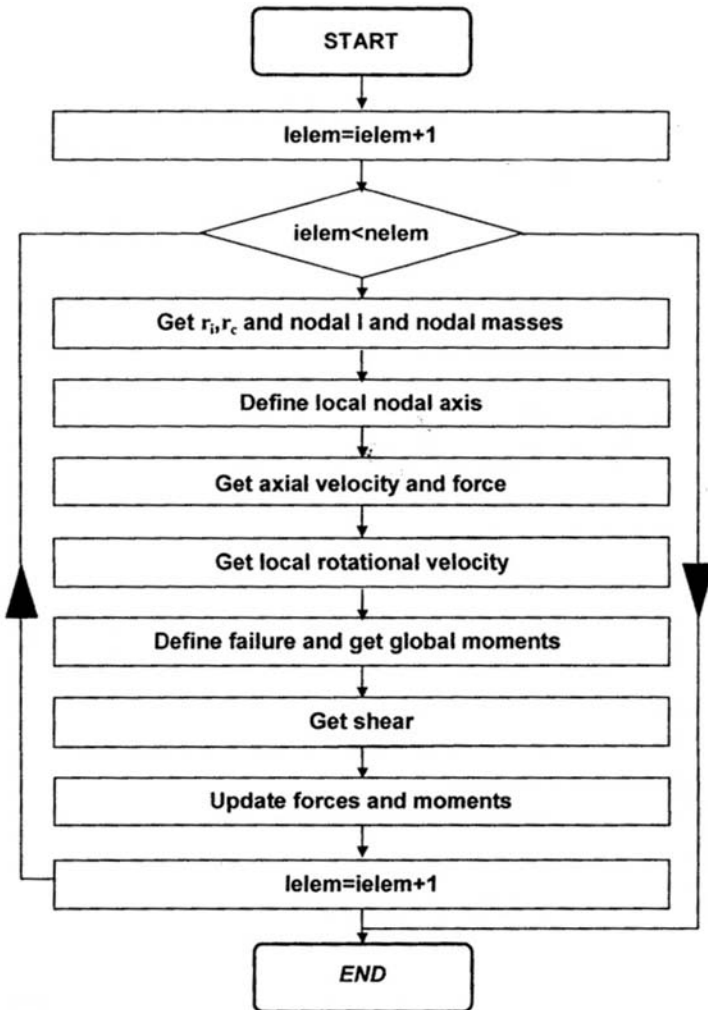 START
Ielem=ielem+1
ielem<nelem
Get r_i,r_c and nodal I and nodal masses
Define local nodal axis
Get axial velocity and force
Get local rotational velocity
Define failure and get global moments
Get shear
Update forces and moments
Ielem=ielem+1
END